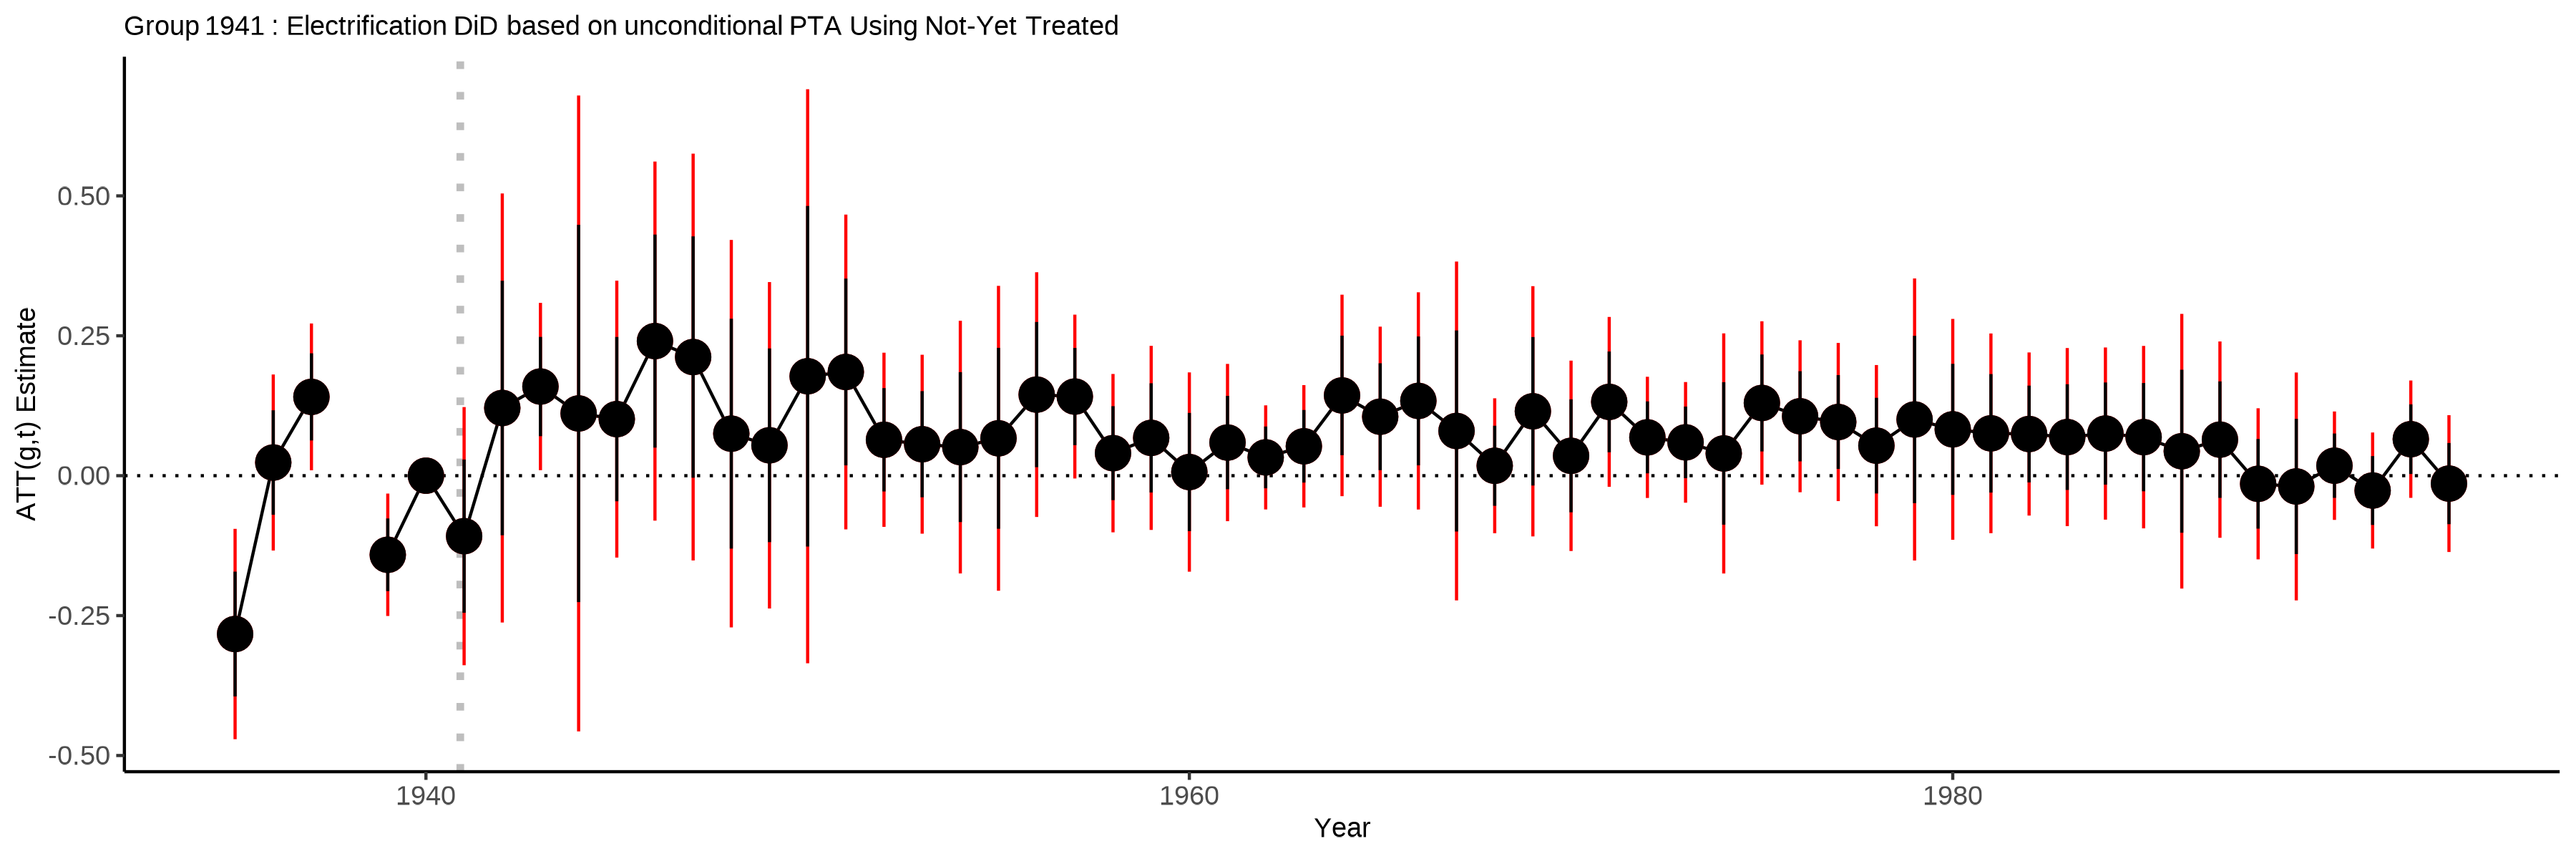 Group 1941 : Electrification DiD based on unconditional PTA Using Not-Yet Treated
ATT(g,t) Estimate
0.50
0.25
0.00
-0.25
-0.50
1940
1960
1980
Year